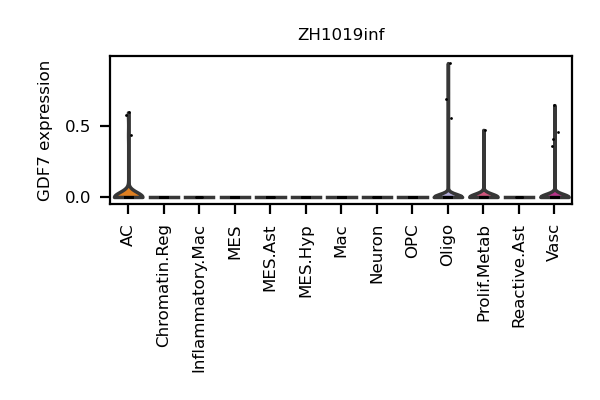 ZH1019inf
GDF7 expression
0.5
0.0
AC
Chromatin.Reg
Inflammatory.Mac
MES
MES.Ast
MES.Hyp
Mac
Neuron
OPC
Oligo
Prolif.Metab
Reactive.Ast
Vasc